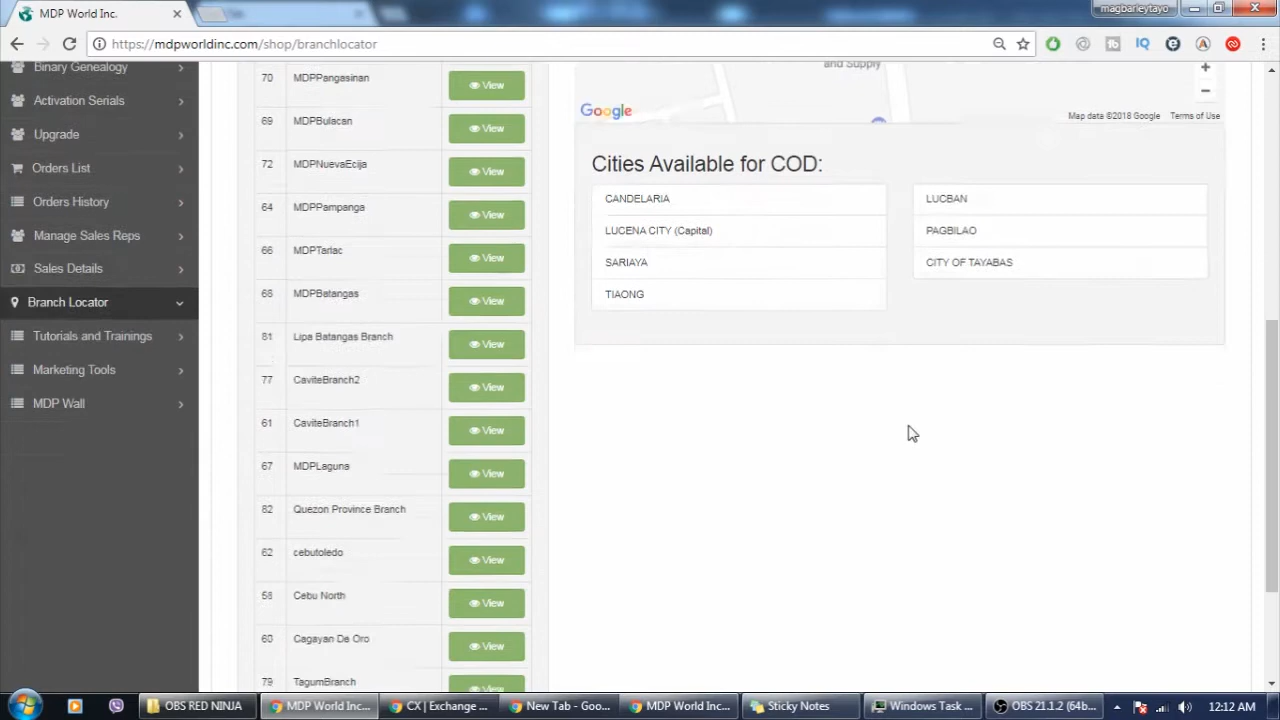 MDP World Inc.
magbarleytayo
https://mdpworldinc.com/shop/branchlocator
Binary Genealogy
Activation Serials
Upgrade
Orders List
Orders History
Manage Sales Reps
Sales Details
Branch Locator
Tutorials and Trainings
Marketing Tools
MDP Wall
70 MDPPangasinan View
69 MDPBulacan View
72 MDPNuevaEcija View
64 MDPPampanga View
66 MDPTarlac View
68 MDPBatangas View
81 Lipa Batangas Branch View
77 CaviteBranch2 View
61 CaviteBranch1 View
67 MDPLaguna View
82 Quezon Province Branch View
62 cebutoledo View
58 Cebu North View
60 Cagayan De Oro View
79 TagumBranch View
and Supply
Google
Map data ©2018 Google Terms of Use
Cities Available for COD:
CANDELARIA
LUCENA CITY (Capital)
SARIAYA
TIAONG
LUCBAN
PAGBILAO
CITY OF TAYABAS
OBS RED NINJA
MDP World Inc...
CX | Exchange ...
New Tab - Goo...
MDP World Inc...
Sticky Notes
Windows Task ...
OBS 21.1.2 (64b...
12:12 AM